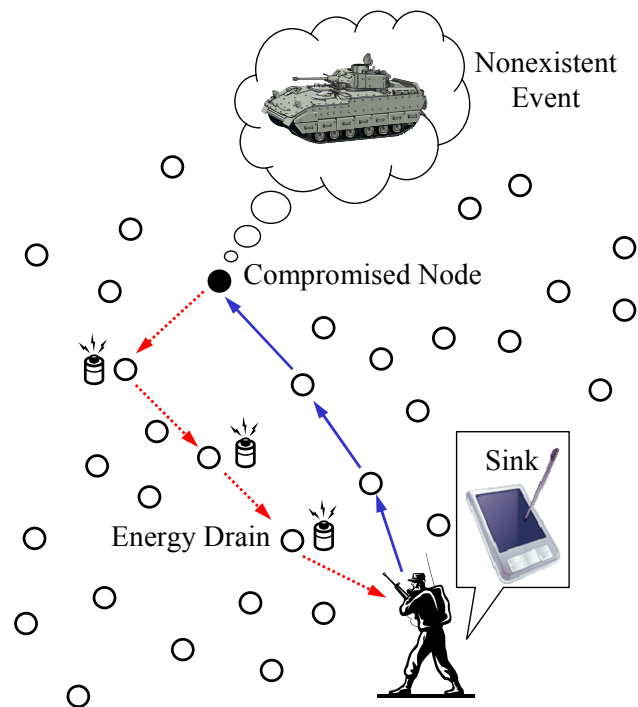 Nonexistent
Event
Compromised Node
Sink
Energy Drain